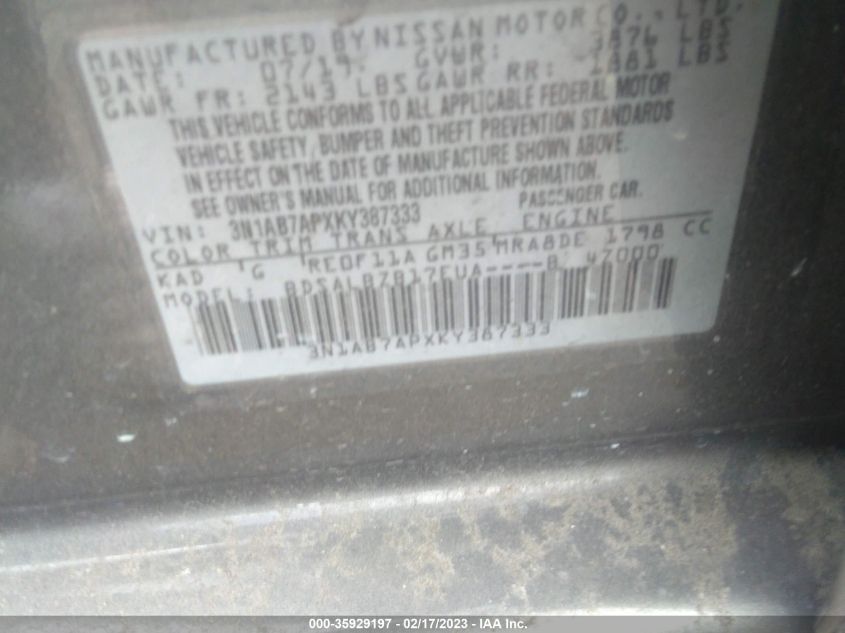 MANUFACTURED BY NISSAN MOTOR CO., LTD.
DATE: 07/19 GVWR: 3876 LBS
GAWR FR: 2143 LBS GAWR RR: 1881 LBS
THIS VEHICLE CONFORMS TO ALL APPLICABLE FEDERAL MOTOR
VEHICLE SAFETY, BUMPER AND THEFT PREVENTION STANDARDS
IN EFFECT ON THE DATE OF MANUFACTURE SHOWN ABOVE.
SEE OWNER'S MANUAL FOR ADDITIONAL INFORMATION.
VIN: 3N1AB7APXKY387333 PASSENGER CAR.
COLOR TRIM TRANS AXLE ENGINE
KAD G RE0F11A GM35 MRA8DE 1798 CC
MODEL: 47000
3N1AB7APXKY387333
000-35929197 - 02/17/2023 - IAA Inc.